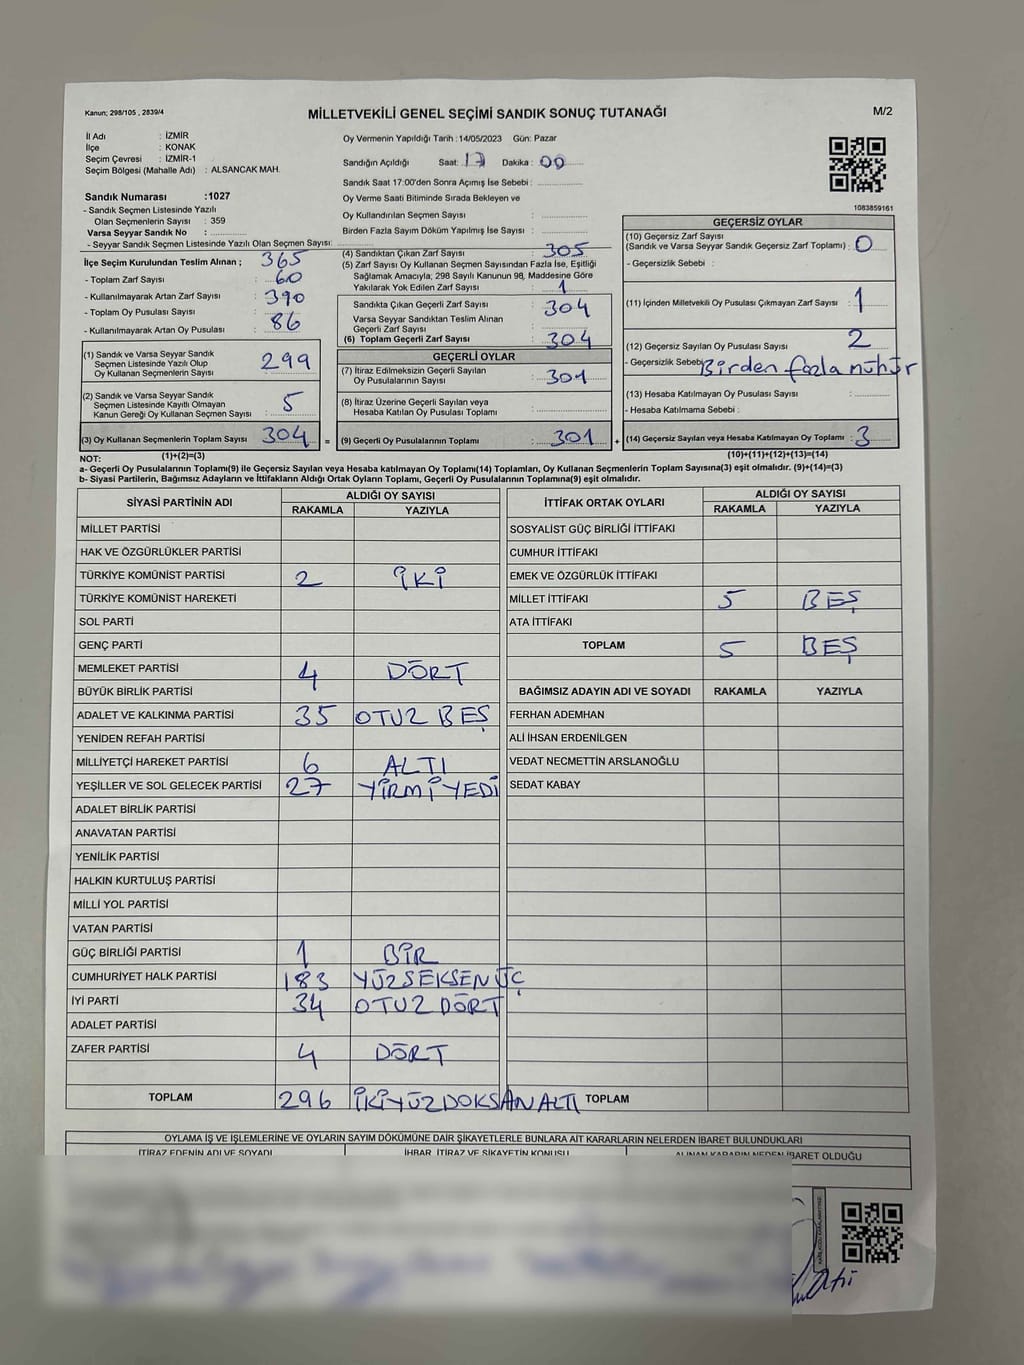 Kanun; 298/105 , 2839/4
MİLLETVEKİLİ GENEL SEÇİMİ SANDIK SONUÇ TUTANAĞI
M/2
İl Adı : İZMİR
İlçe : KONAK
Seçim Çevresi : İZMİR-1
Seçim Bölgesi (Mahalle Adı) : ALSANCAK MAH.
Sandık Numarası :1027
- Sandık Seçmen Listesinde Yazılı
Olan Seçmenlerin Sayısı : 359
Varsa Seyyar Sandık No :
- Seyyar Sandık Seçmen Listesinde Yazılı Olan Seçmen Sayısı:
Oy Vermenin Yapıldığı Tarih :14/05/2023 Gün: Pazar
Sandığın Açıldığı Saat: 17 Dakika : 00
Sandık Saat 17:00'den Sonra Açımış İse Sebebi :
Oy Verme Saati Bitiminde Sırada Bekleyen ve
Oy Kullandırılan Seçmen Sayısı :
Birden Fazla Sayım Döküm Yapılmış İse Sayısı :
1083859161
İlçe Seçim Kurulundan Teslim Alınan ;
- Toplam Zarf Sayısı : 365
- Kullanılmayarak Artan Zarf Sayısı : 60
- Toplam Oy Pusulası Sayısı : 390
- Kullanılmayarak Artan Oy Pusulası : 86
(1) Sandık ve Varsa Seyyar Sandık
Seçmen Listesinde Yazılı Olup
Oy Kullanan Seçmenlerin Sayısı : 299
(2) Sandık ve Varsa Seyyar Sandık
Seçmen Listesinde Yazılı Olmayan
Kanun Gereği Oy Kullanan Seçmen Sayısı : 5
(3) Oy Kullanan Seçmenlerin Toplam Sayısı : 304 =
(1)+(2)=(3)
(4) Sandıktan Çıkan Zarf Sayısı : 305
(5) Zarf Sayısı Oy Kullanan Seçmen Sayısından Fazla İse, Eşitliği
Sağlamak Amacıyla; 298 Sayılı Kanunun 98, Maddesine Göre
Yakılarak Yok Edilen Zarf Sayısı : 1
Sandıkta Çıkan Geçerli Zarf Sayısı : 304
Varsa Seyyar Sandıktan Teslim Alınan
Geçerli Zarf Sayısı :
(6) Toplam Geçerli Zarf Sayısı : 304
GEÇERLİ OYLAR
(7) İtiraz Edilmeksizin Geçerli Sayılan
Oy Pusulalarının Sayısı : 301
(8) İtiraz Üzerine Geçerli Sayılan veya
Hesaba Katılan Oy Pusulası Toplamı :
(9) Geçerli Oy Pusulalarının Toplamı : 301 +
GEÇERSİZ OYLAR
(10) Geçersiz Zarf Sayısı
(Sandık ve Varsa Seyyar Sandık Geçersiz Zarf Toplamı) : 0
- Geçersizlik Sebebi :
(11) İçinden Milletvekili Oy Pusulası Çıkmayan Zarf Sayısı : 1
(12) Geçersiz Sayılan Oy Pusulası Sayısı : 2
- Geçersizlik Sebebi Birden fazla mühür
(13) Hesaba Katılmayan Oy Pusulası Sayısı :
- Hesaba Katılmama Sebebi :
(14) Geçersiz Sayılan veya Hesaba Katılmayan Oy Pusulası Toplamı : 3
(10)+(11)+(12)+(13)=(14)
NOT:
a- Geçerli Oy Pusulalarının Toplamı(9) ile Geçersiz Sayılan veya Hesaba katılmayan Oy Toplamı(14) Toplamları, Oy Kullanan Seçmenlerin Toplam Sayısına(3) eşit olmalıdır. (9)+(14)=(3)
b- Siyasi Partilerin, Bağımsız Adayların ve İttifakların Aldığı Ortak Oyların Toplamı, Geçerli Oy Pusulalarının Toplamına(9) eşit olmalıdır.
SİYASİ PARTİNİN ADI ALDIĞI OY SAYISI
RAKAMLA YAZIYLA
MİLLET PARTİSİ
HAK VE ÖZGÜRLÜKLER PARTİSİ
TÜRKİYE KOMÜNİST PARTİSİ 2 İKİ
TÜRKİYE KOMÜNİST HAREKETİ
SOL PARTİ
GENÇ PARTİ
MEMLEKET PARTİSİ 4 DÖRT
BÜYÜK BİRLİK PARTİSİ
ADALET VE KALKINMA PARTİSİ 35 OTUZ BEŞ
YENİDEN REFAH PARTİSİ
MİLLİYETÇİ HAREKET PARTİSİ 6 ALTI
YEŞİLLER VE SOL GELECEK PARTİSİ 27 YİRMİ YEDİ
ADALET BİRLİK PARTİSİ
ANAVATAN PARTİSİ
YENİLİK PARTİSİ
HALKIN KURTULUŞ PARTİSİ
MİLLİ YOL PARTİSİ
VATAN PARTİSİ
GÜÇ BİRLİĞİ PARTİSİ 1 BİR
CUMHURİYET HALK PARTİSİ 183 YÜZSEKSEN ÜÇ
İYİ PARTİ 34 OTUZ DÖRT
ADALET PARTİSİ
ZAFER PARTİSİ 4 DÖRT
TOPLAM 296 İKİYÜZDOKSANALTI
İTTİFAK ORTAK OYLARI ALDIĞI OY SAYISI
RAKAMLA YAZIYLA
SOSYALİST GÜÇ BİRLİĞİ İTTİFAKI
CUMHUR İTTİFAKI
EMEK VE ÖZGÜRLÜK İTTİFAKI
MİLLET İTTİFAKI 5 BEŞ
ATA İTTİFAKI
TOPLAM 5 BEŞ
BAĞIMSIZ ADAYIN ADI VE SOYADI RAKAMLA YAZIYLA
FERHAN ADEMHAN
ALİ İHSAN ERDENİLGEN
VEDAT NECMETTİN ARSLANOĞLU
SEDAT KABAY
TOPLAM
OYLAMA İŞ VE İŞLEMLERİNE VE OYLARIN SAYIM DÖKÜMÜNE DAİR ŞİKAYETLERLE BUNLARA AİT KARARLARIN NELERDEN İBARET BULUNDUKLARI
İTİRAZ EDENİN ADI VE SOYADI İHBAR, İTİRAZ VE ŞİKAYETİN KONUSU ALINAN KARARIN NEDEN İBARET OLDUĞU